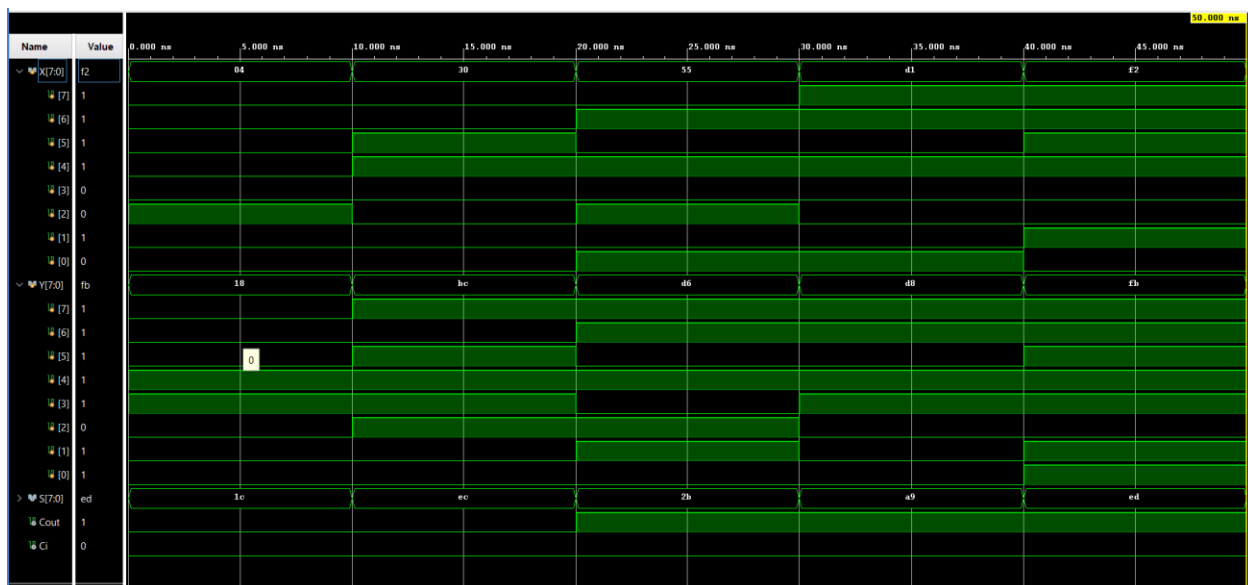 50.000 ns
Name Value 0.000 ns 5.000 ns 10.000 ns 15.000 ns 20.000 ns 25.000 ns 30.000 ns 35.000 ns 40.000 ns 45.000 ns
X[7:0] f2 04 30 55 d1 f2
[7] 1
[6] 1
[5] 1
[4] 1
[3] 0
[2] 0
[1] 1
[0] 0
Y[7:0] fb 18 bc d6 d8 fb
[7] 1
[6] 1
[5] 1 0
[4] 1
[3] 1
[2] 0
[1] 1
[0] 1
S[7:0] ed 1c ec 2b a9 ed
Cout 1
Ci 0